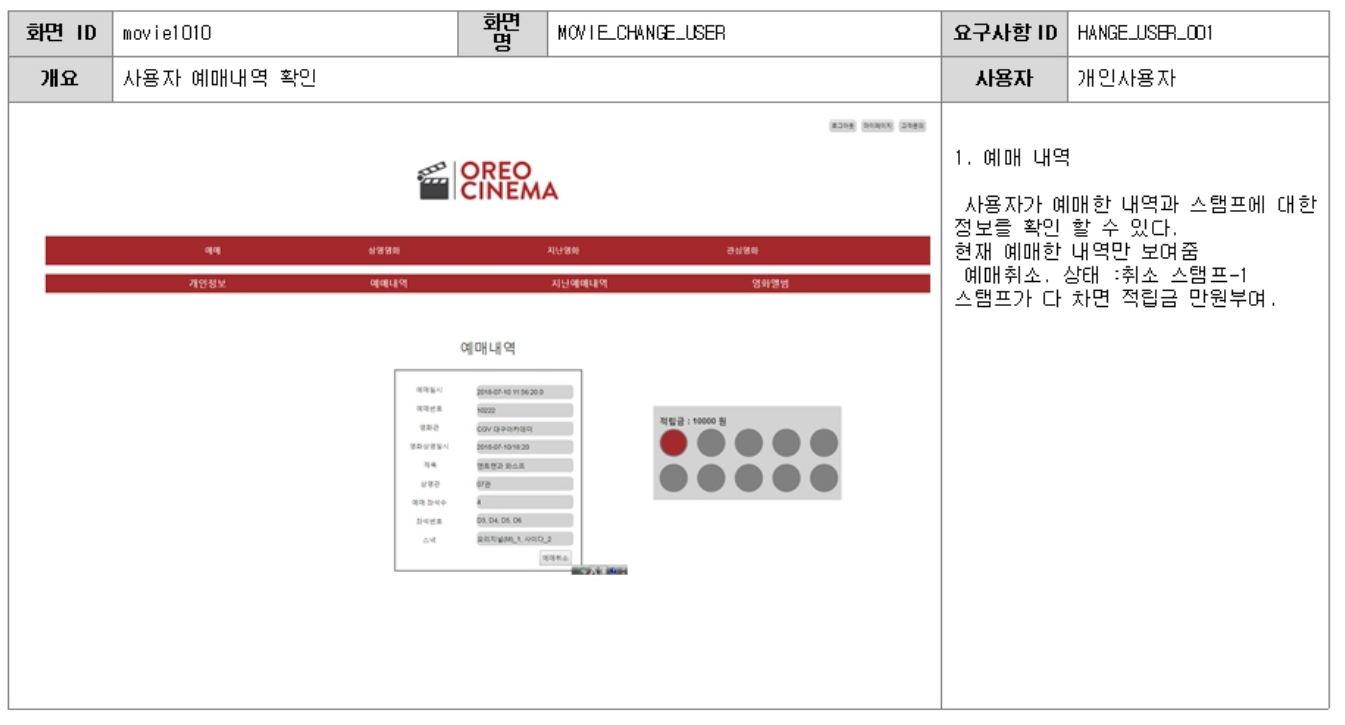 화면 ID
movie1010
화면명
MOVIE_CHANGE_USER
요구사항 ID
HANGE_USER_001
개요
사용자 예매내역 확인
사용자
개인사용자
로그아웃 마이페이지 고객문의
OREO
CINEMA
예매 상영영화 지난영화 관심영화
개인정보 예매내역 지난예매내역 영화앨범
예매내역
예매일시 2018-07-10 11:56:20.0
예매번호 10222
영화관 CGV 대구아카데미
영화상영일시 2018-07-10/18:20
제목 앤트맨과 와스프
상영관 07관
예매 좌석수 4
좌석번호 D3, D4, D5, D6
스낵 오리지널(M)_1, 사이다_2
예매취소
적립금 : 10000 원
1. 예매 내역
사용자가 예매한 내역과 스탬프에 대한
정보를 확인 할 수 있다.
현재 예매한 내역만 보여줌
예매취소. 상태 :취소 스탬프-1
스탬프가 다 차면 적립금 만원부여.